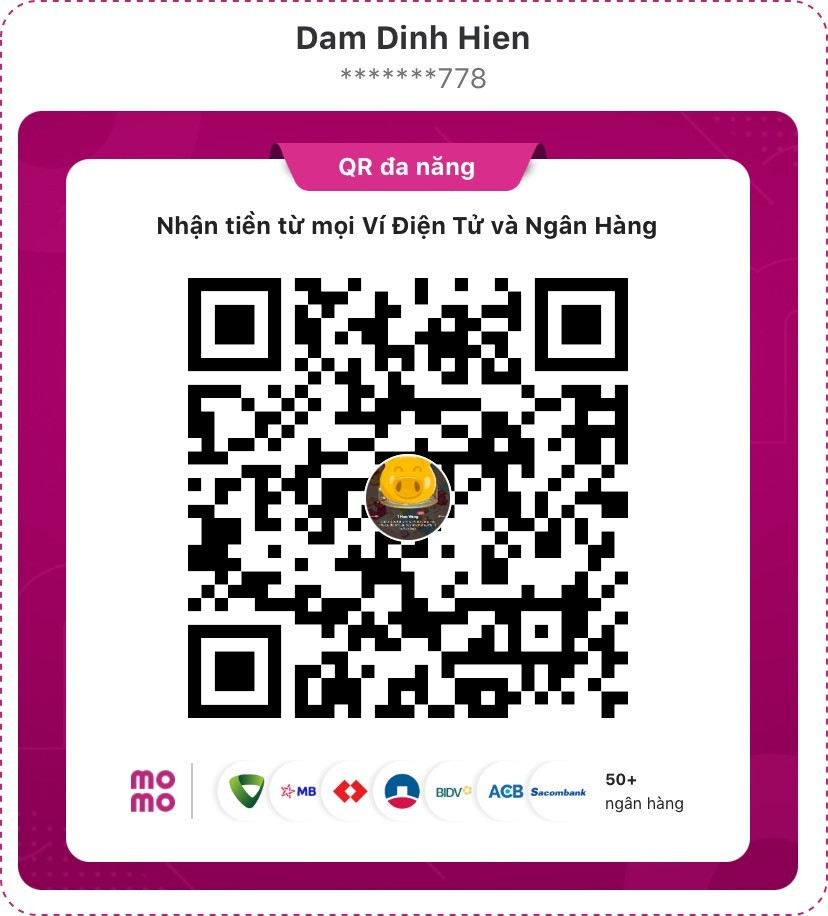 Dam Dinh Hien
*******778
QR đa năng
Nhận tiền từ mọi Ví Điện Tử và Ngân Hàng
mo
mo
MB
BIDV
ACB
Sacombank
50+
ngân hàng